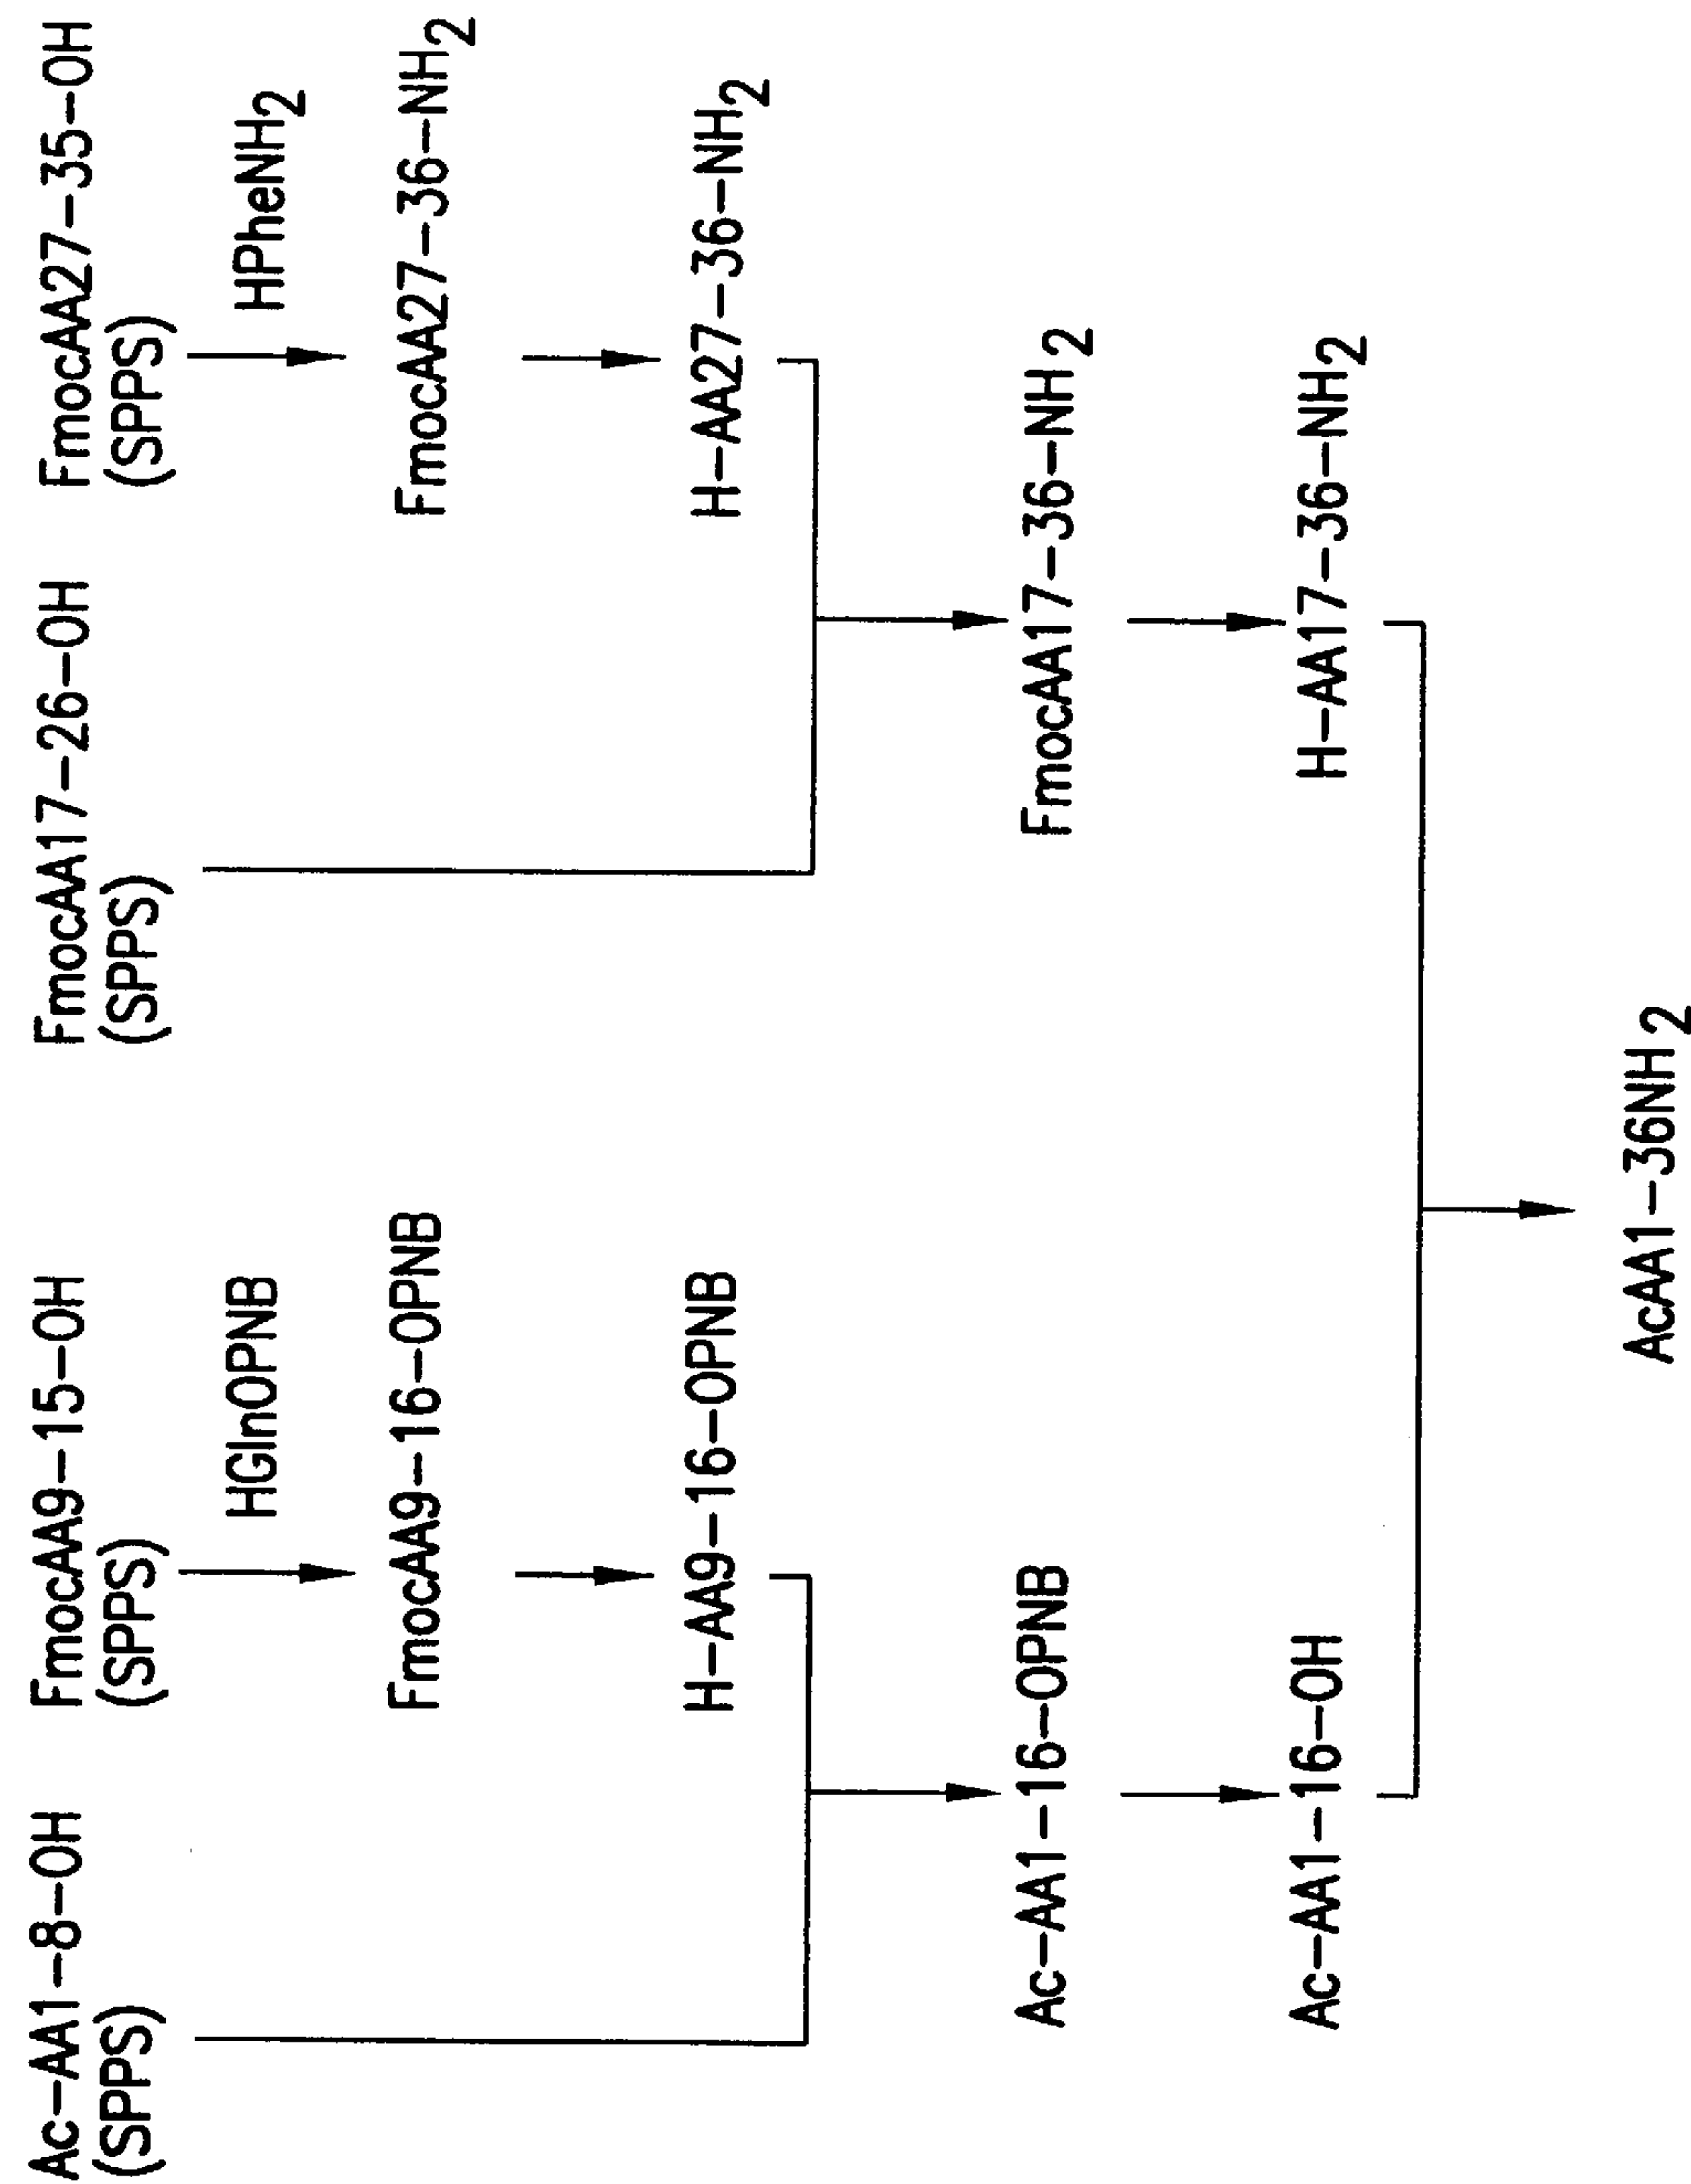 Ac-AA1-8-OH
(SPPS)
FmocAA9-15-OH
(SPPS)
FmocAA17-26-OH
(SPPS)
FmocAA27-35-OH
(SPPS)
HGlnOPNB
HPheNH2
FmocAA9-16-OPNB
FmocAA27-36-NH2
H-AA9-16-OPNB
H-AA27-36-NH2
Ac-AA1-16-OPNB
FmocAA17-36-NH2
Ac-AA1-16-OH
H-AA17-36-NH2
AcAA1-36NH2